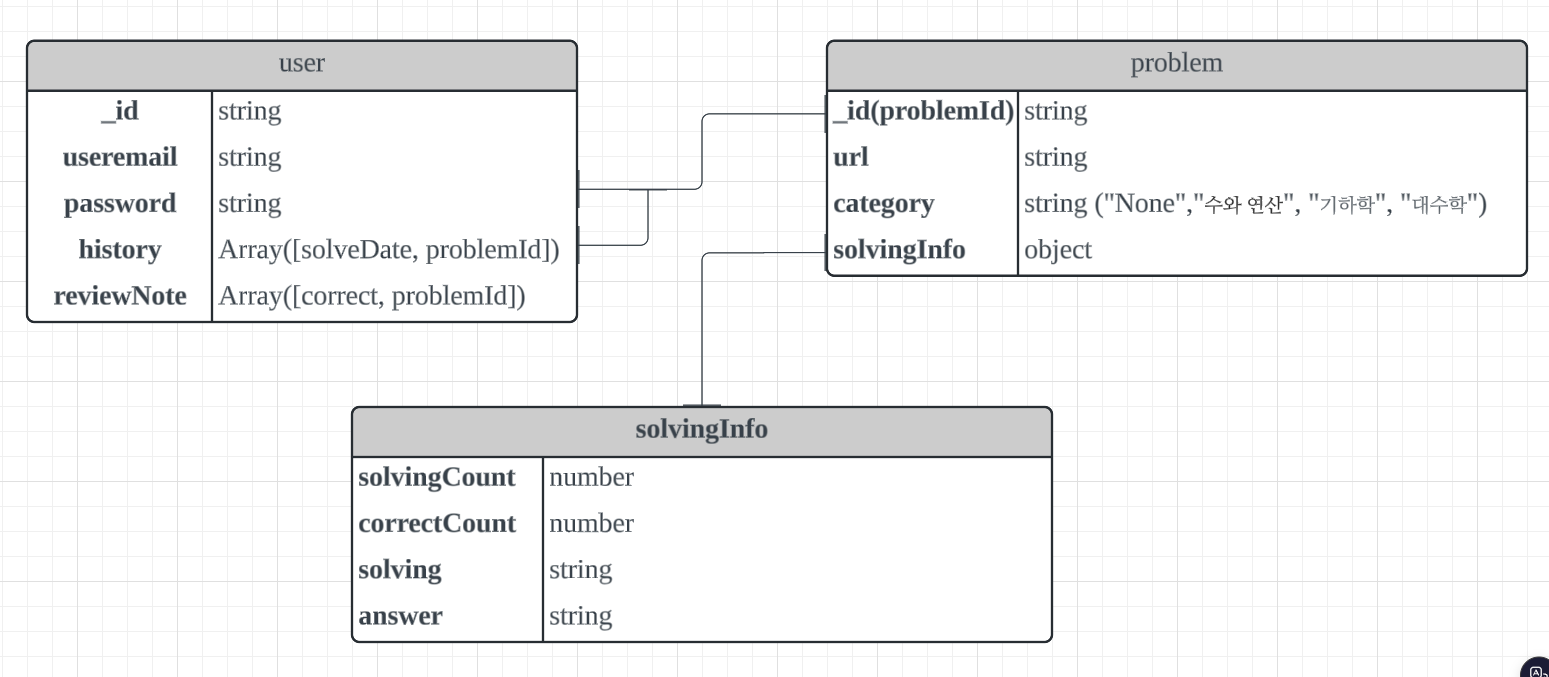 user
_id string
useremail string
password string
history Array([solveDate, problemId])
reviewNote Array([correct, problemId])
problem
_id(problemId) string
url string
category string ("None","수와 연산", "기하학", "대수학")
solvingInfo object
solvingInfo
solvingCount number
correctCount number
solving string
answer string